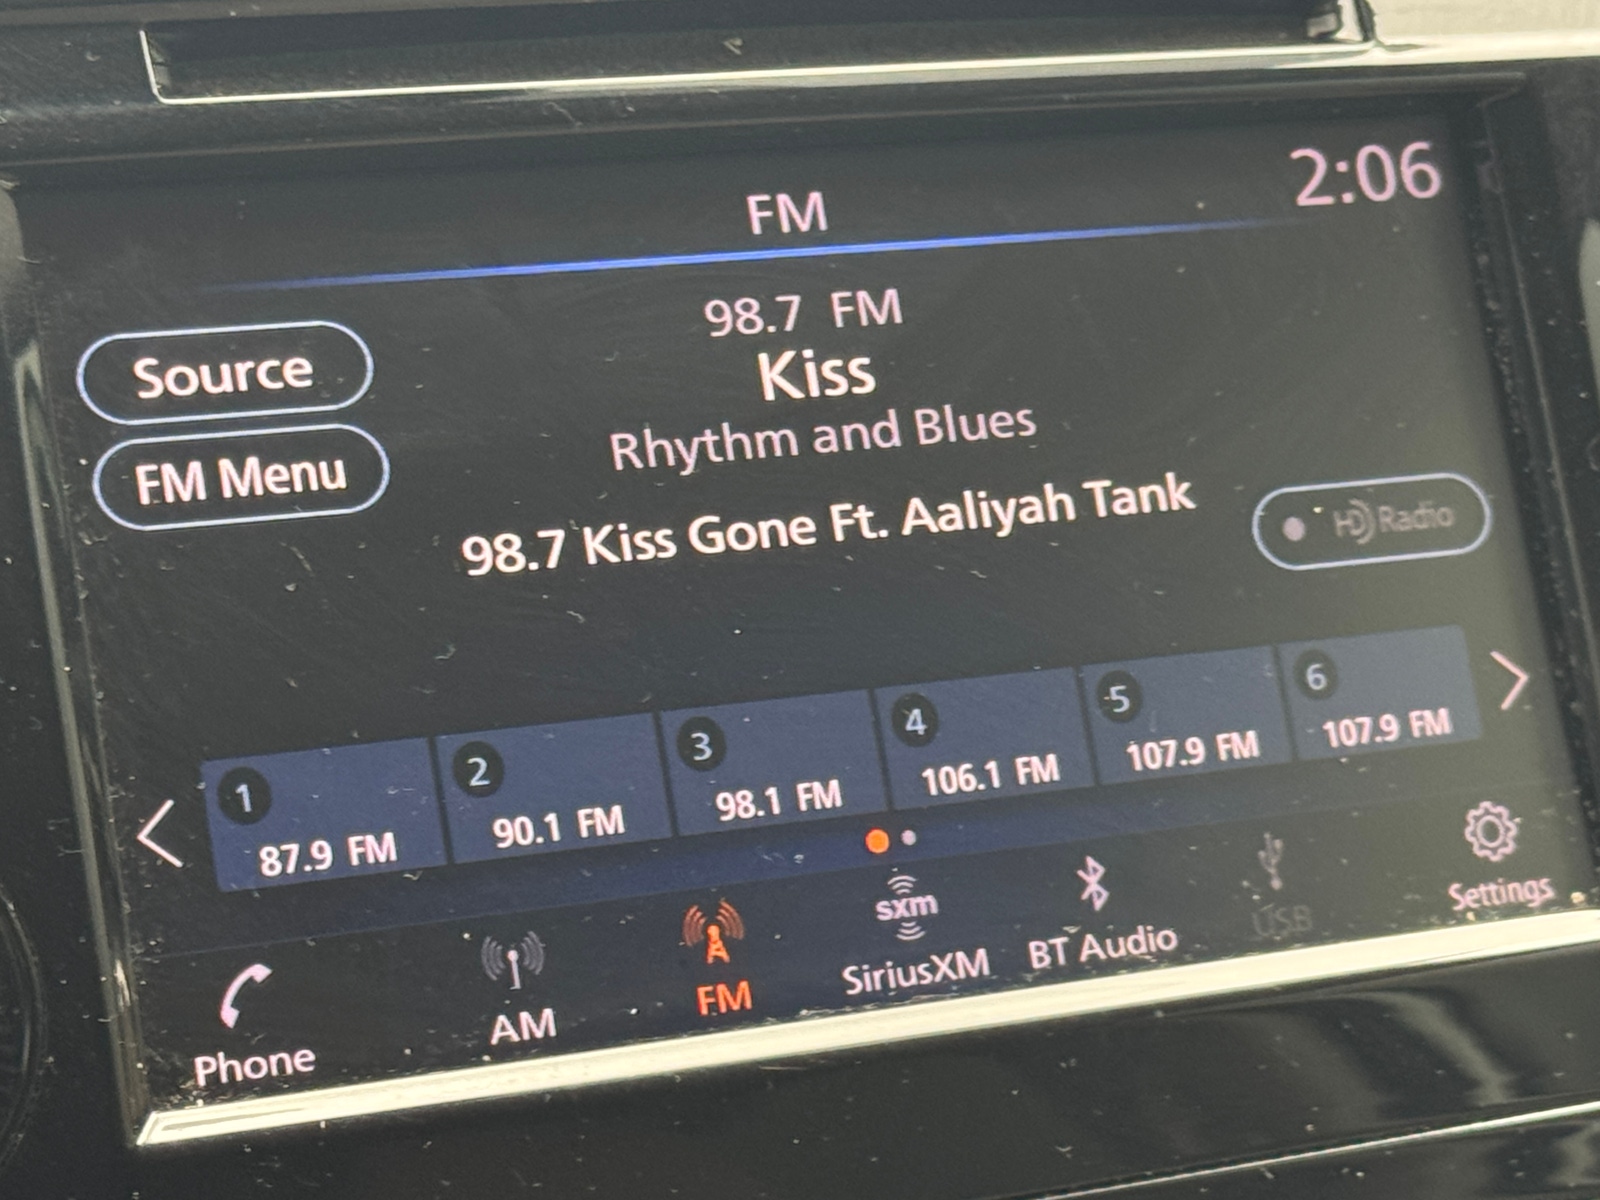 FM
2:06
98.7 FM
Kiss
Rhythm and Blues
98.7 Kiss Gone Ft. Aaliyah Tank
Source
FM Menu
HD Radio
1
87.9 FM
2
90.1 FM
3
98.1 FM
4
106.1 FM
5
107.9 FM
6
107.9 FM
Phone
AM
FM
sxm
SiriusXM
BT Audio
USB
Settings